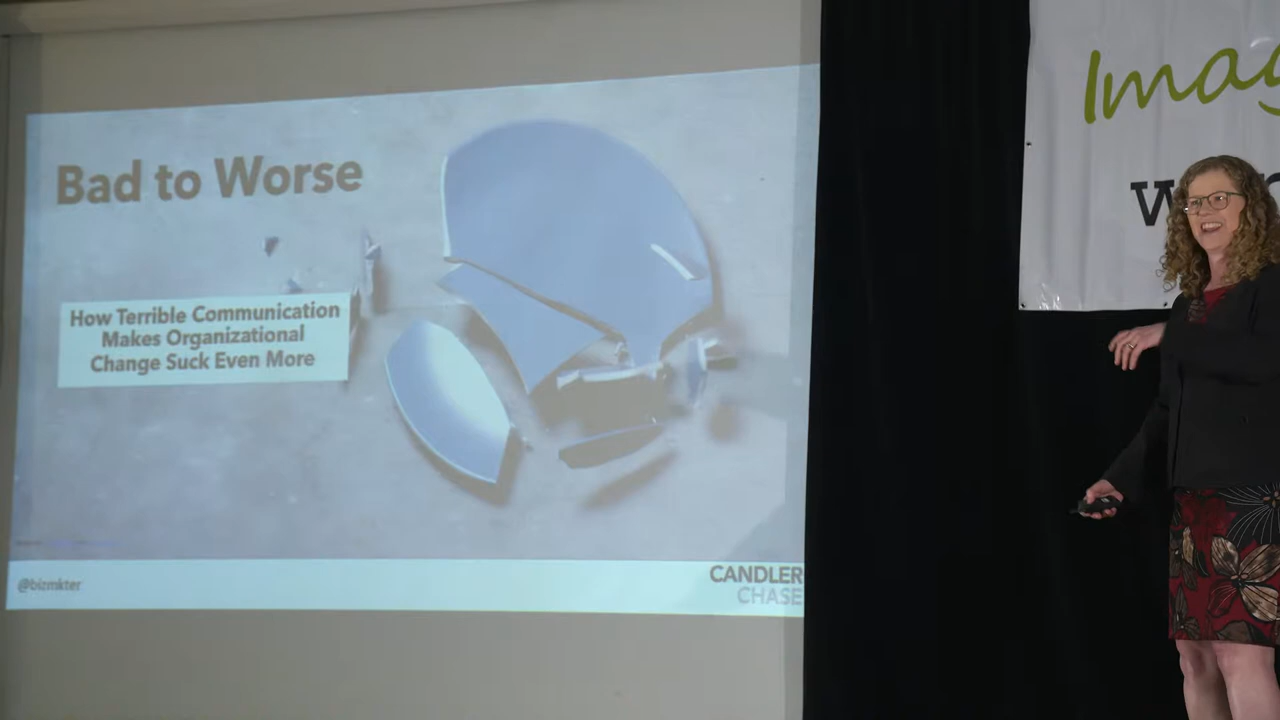 Bad to Worse
How Terrible Communication
Makes Organizational
Change Suck Even More
@bizmkter
CANDLER
CHASE
Imag
w